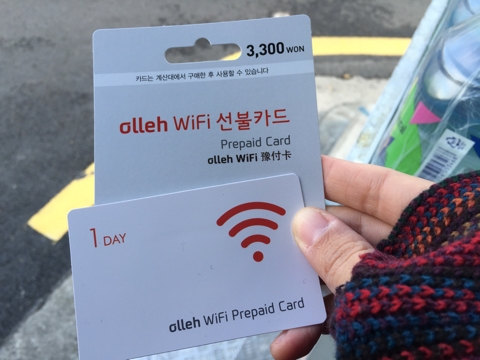 3,300 WON
카드는 계산대에서 구매한 후 사용할 수 있습니다
olleh WiFi 선불카드
Prepaid Card
olleh WiFi 豫付卡
1 DAY
olleh WiFi Prepaid Card